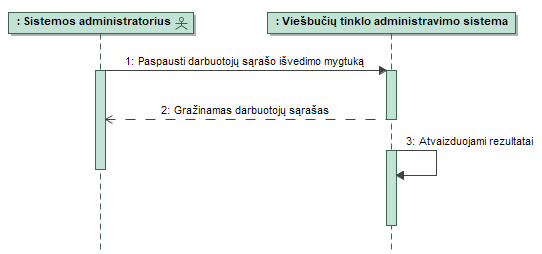 : Sistemos administratorius
: Viešbučių tinklo administravimo sistema
1: Paspausti darbuotojų sąrašo išvedimo mygtuką
2: Gražinamas darbuotojų sąrašas
3: Atvaizduojami rezultatai